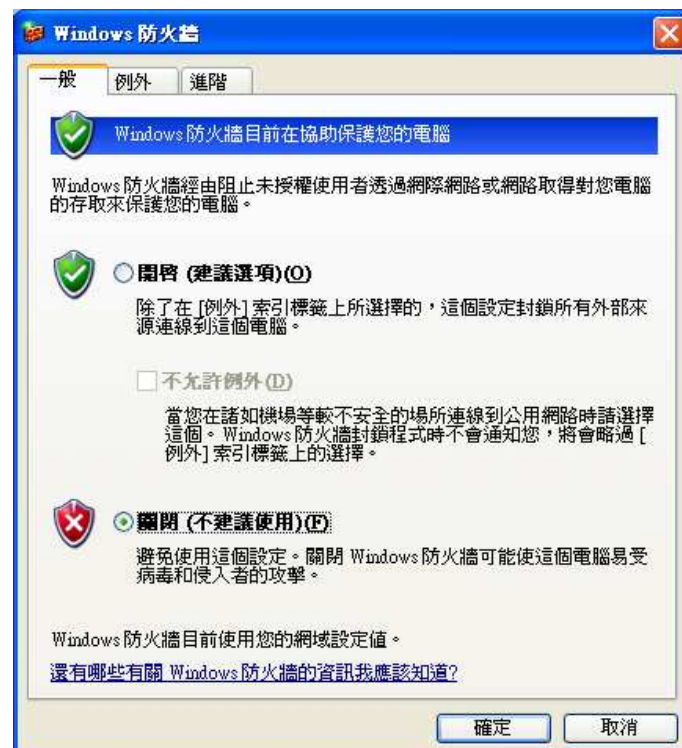 Windows 防火牆
一般 例外 進階
Windows 防火牆目前在協助保護您的電腦
Windows 防火牆經由阻止未授權使用者透過網際網路或網路取得對您電腦
的存取來保護您的電腦。
開啓 (建議選項)(O)
除了在 [例外] 索引標籤上所選擇的，這個設定封鎖所有外部來
源連線到這個電腦。
不允許例外(D)
當您在諸如機場等較不安全的場所連線到公用網路時請選擇
這個。Windows 防火牆封鎖程式時不會通知您，將會略過 [
例外] 索引標籤上的選擇。
關閉 (不建議使用)(F)
避免使用這個設定。關閉 Windows 防火牆可能使這個電腦易受
病毒和侵入者的攻擊。
Windows 防火牆目前使用您的網域設定值。
還有哪些有關 Windows 防火牆的資訊我應該知道?
確定 取消